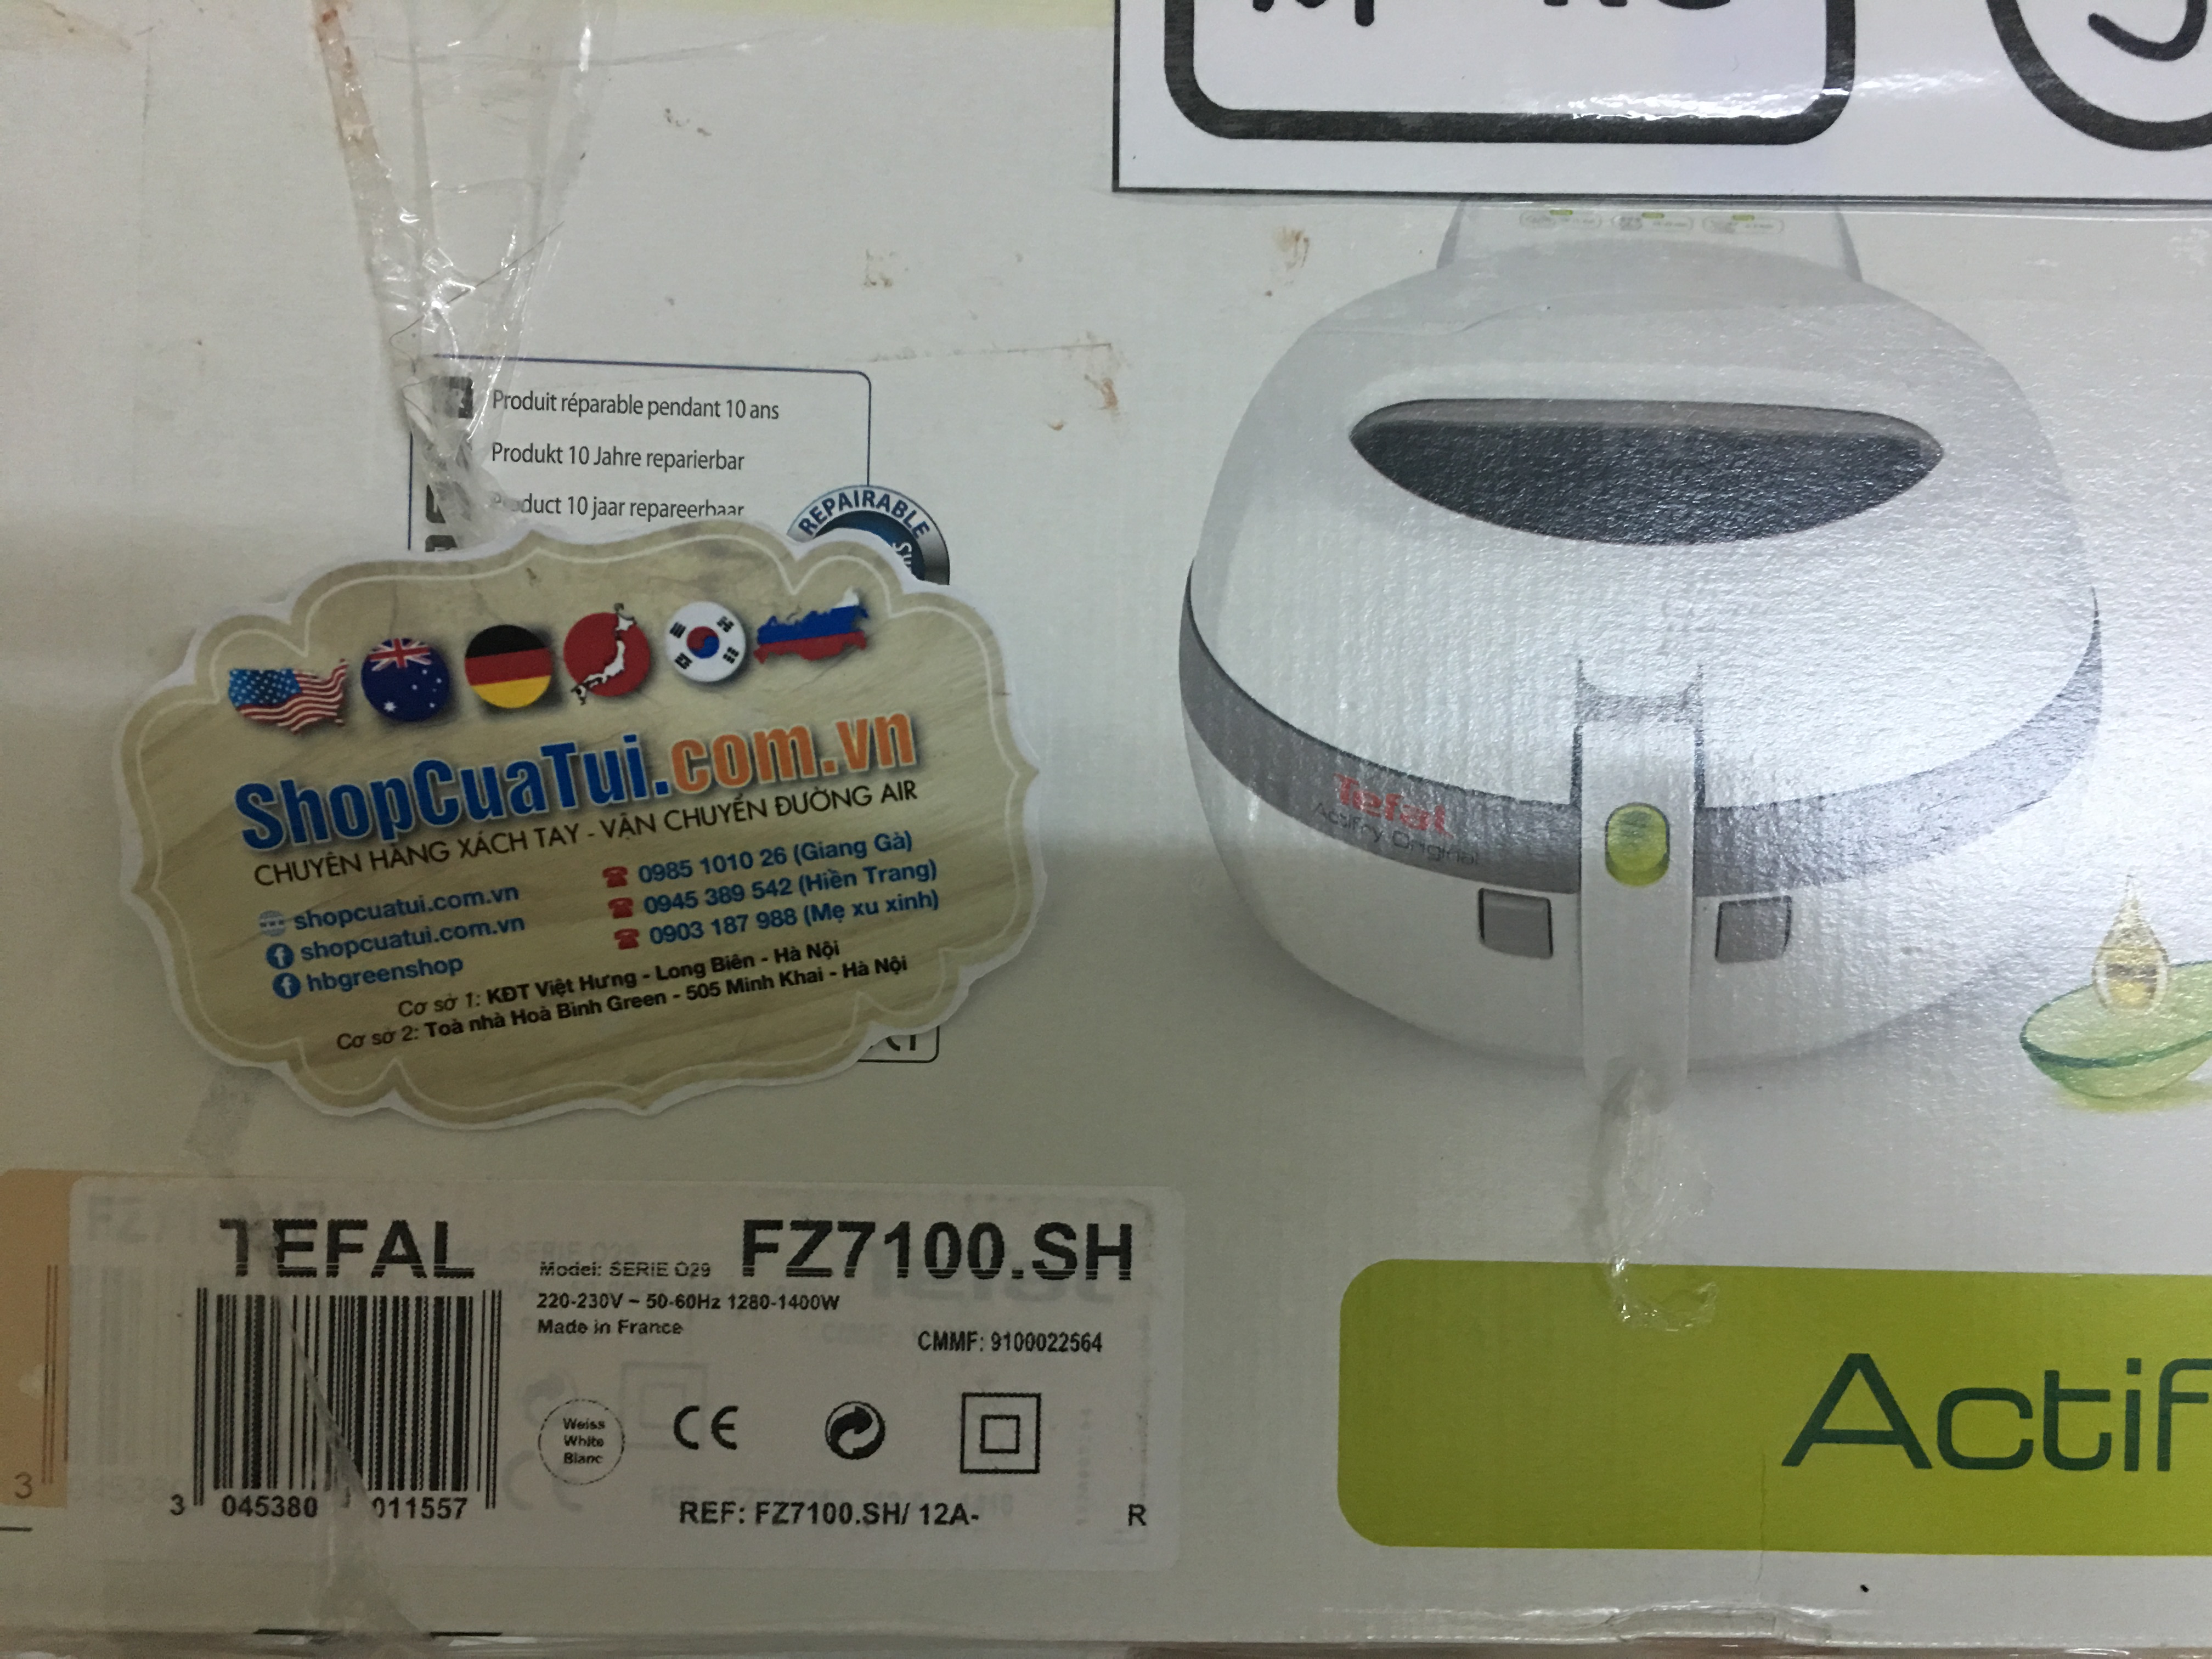 Produit réparable pendant 10 ans
Produkt 10 Jahre reparierbar
Product 10 jaar repareerbaar
REPAIRABLE
ShopCuaTui.com.vn
CHUYÊN HÀNG XÁCH TAY - VẬN CHUYỂN ĐƯỜNG AIR
shopcuatui.com.vn
shopcuatui.com.vn
hbgreenshop
0985 1010 26 (Giang Gà)
0945 389 542 (Hiền Trang)
0903 187 988 (Mẹ xu xinh)
Cơ sở 1: KĐT Việt Hưng - Long Biên - Hà Nội
Cơ sở 2: Toà nhà Hoà Bình Green - 505 Minh Khai - Hà Nội
Tefal
Actifry Original
TEFAL
Model: SERIE O29
FZ7100.SH
220-230V ~ 50-60Hz 1280-1400W
Made in France
CMMF: 9100022564
Weiss
White
Blanc
CE
3 045380 011557
REF: FZ7100.SH/ 12A-
R
3
Actif